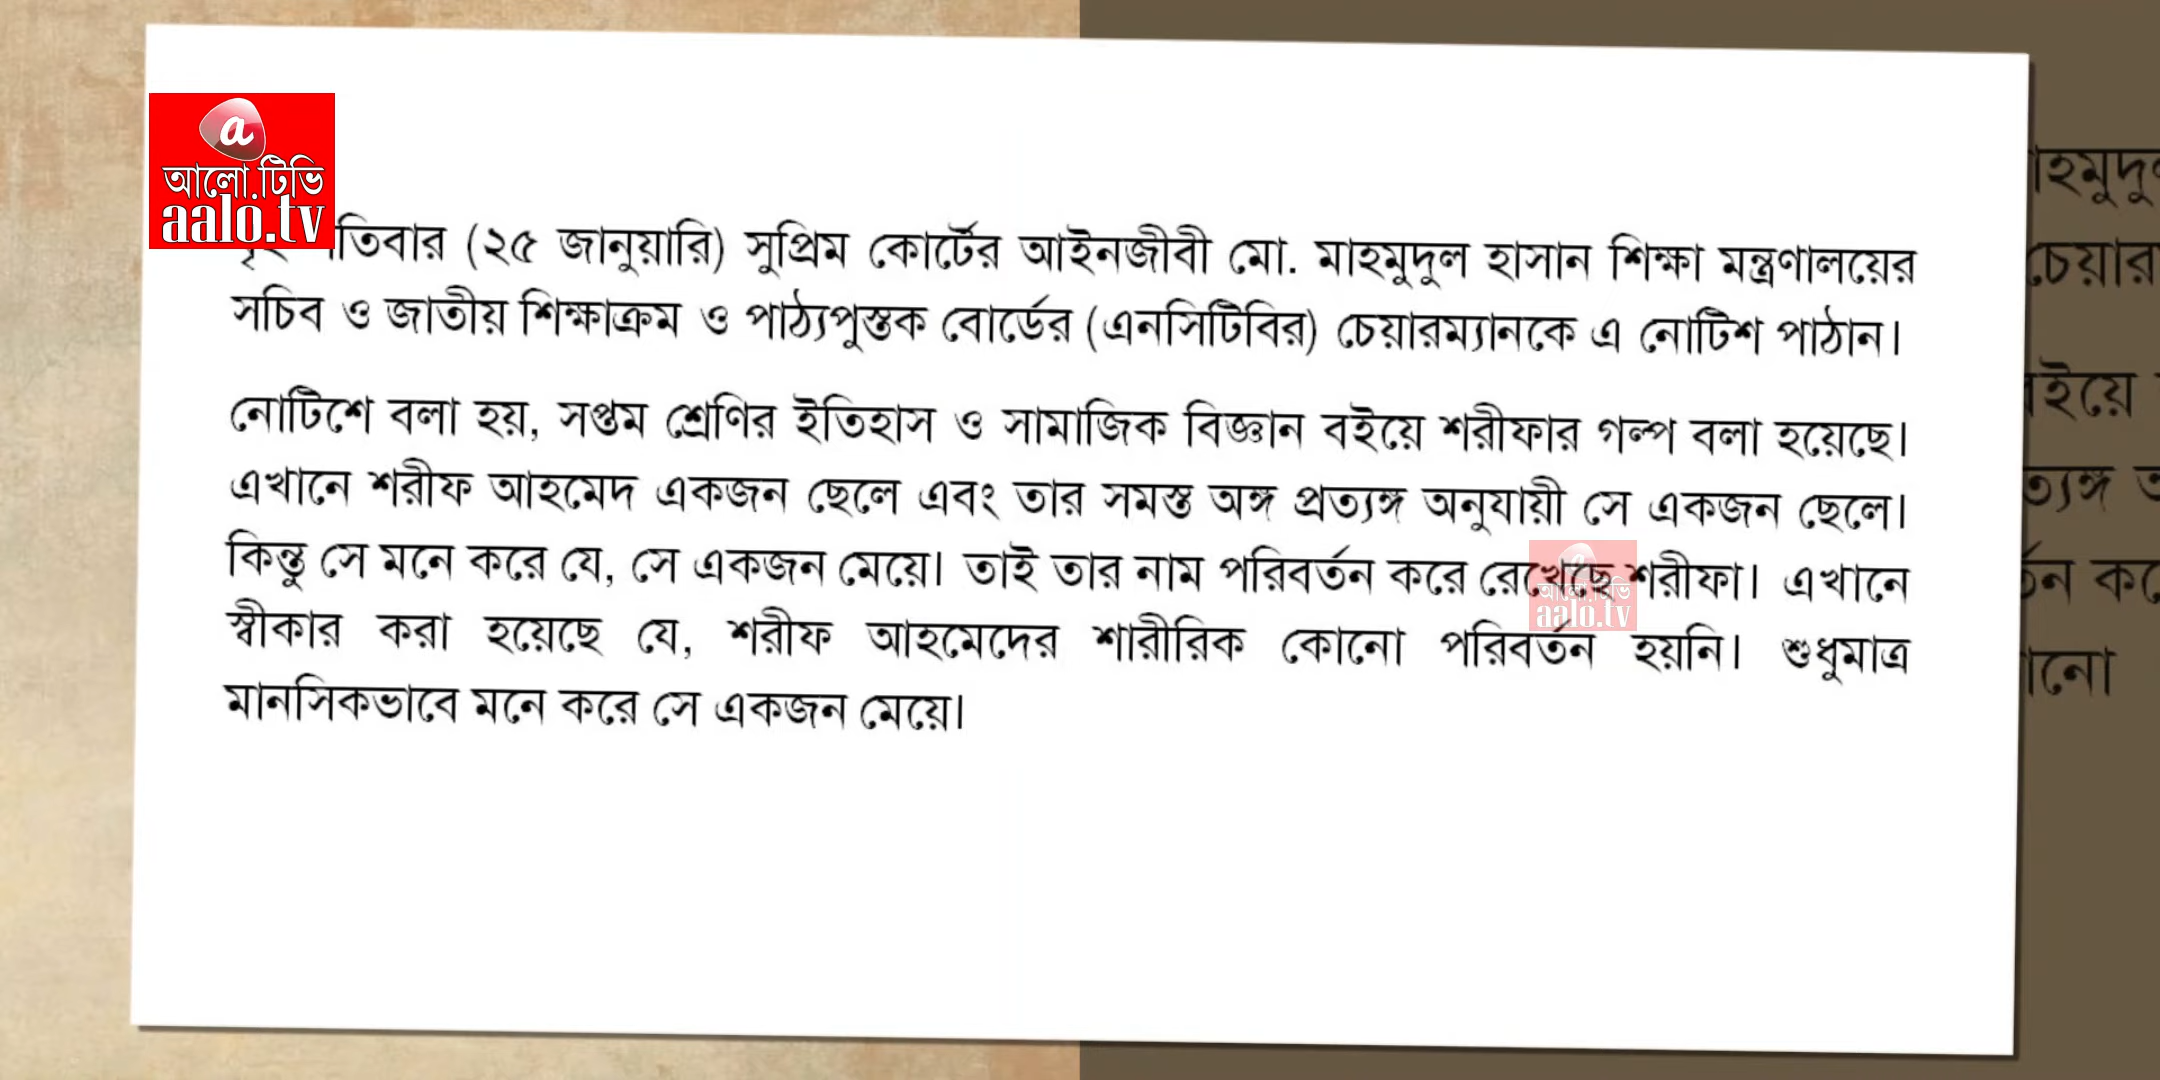 আলো.টিভি
aalo.tv
(২৫ জানুয়ারি) সুপ্রিম কোর্টের আইনজীবী মো. মাহমুদুল হাসান শিক্ষা মন্ত্রণালয়ের
সচিব ও জাতীয় শিক্ষাক্রম ও পাঠ্যপুস্তক বোর্ডের (এনসিটিবির) চেয়ারম্যানকে এ নোটিশ পাঠান।
নোটিশে বলা হয়, সপ্তম শ্রেণির ইতিহাস ও সামাজিক বিজ্ঞান বইয়ে শরীফার গল্প বলা হয়েছে।
এখানে শরীফ আহমেদ একজন ছেলে এবং তার সমস্ত অঙ্গ প্রত্যঙ্গ অনুযায়ী সে একজন ছেলে।
কিন্তু সে মনে করে যে, সে একজন মেয়ে। তাই তার নাম পরিবর্তন করে রেখেছে শরীফা। এখানে
স্বীকার করা হয়েছে যে, শরীফ আহমেদের শারীরিক কোনো পরিবর্তন হয়নি। শুধুমাত্র
মানসিকভাবে মনে করে সে একজন মেয়ে।
আলো.টিভি
aalo.tv